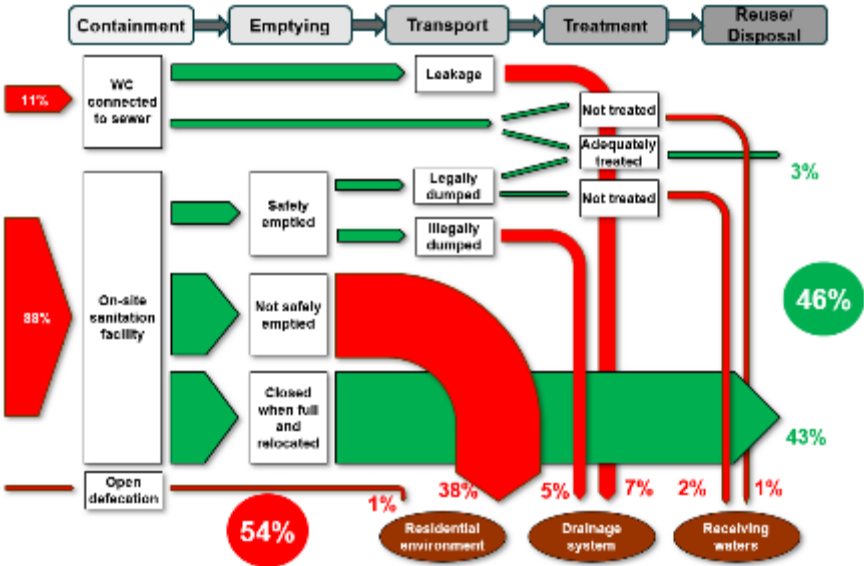 Containment
Emptying
Transport
Treatment
Reuse/
Disposal
11%
WC
connected
to sewer
Leakage
Not treated
Adequately
treated
3%
Legally
dumped
Not treated
Safely
emptied
Illegally
dumped
88%
On-site
sanitation
facility
Not safely
emptied
46%
Closed
when full
and
relocated
43%
Open
defecation
1%
38%
5%
7%
2%
1%
54%
Residential
environment
Drainage
system
Receiving
waters